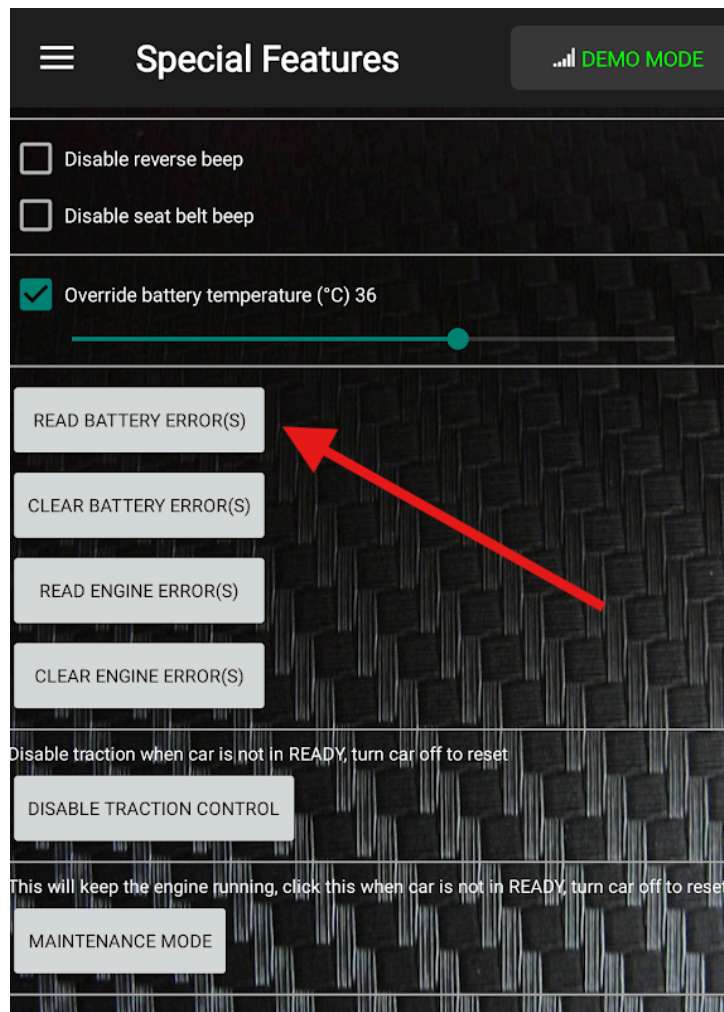 Special Features
DEMO MODE
Disable reverse beep
Disable seat belt beep
Override battery temperature (°C) 36
READ BATTERY ERROR(S)
CLEAR BATTERY ERROR(S)
READ ENGINE ERROR(S)
CLEAR ENGINE ERROR(S)
Disable traction when car is not in READY, turn car off to reset
DISABLE TRACTION CONTROL
This will keep the engine running, click this when car is not in READY, turn car off to reset
MAINTENANCE MODE